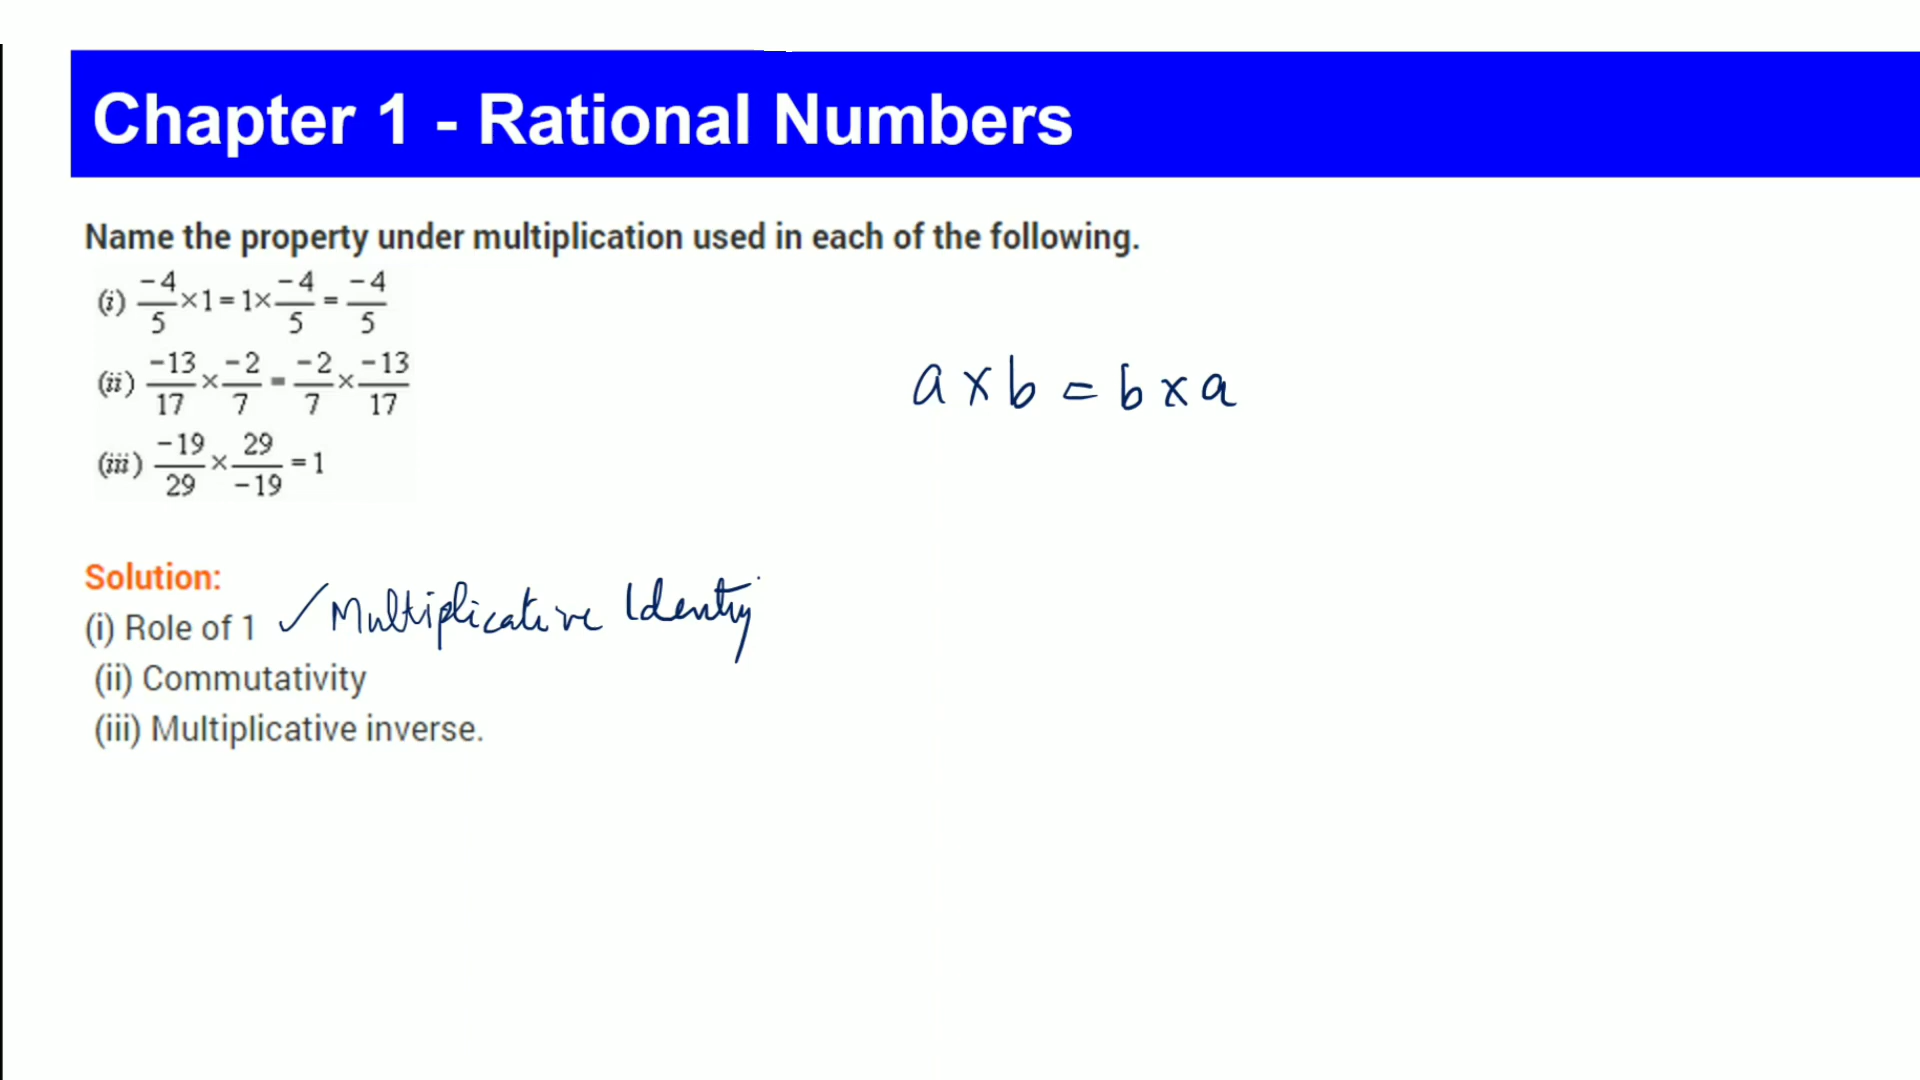 Chapter 1 - Rational Numbers
Name the property under multiplication used in each of the following.
(i) -4/5 × 1 = 1 × -4/5 = -4/5
(ii) -13/17 × -2/7 = -2/7 × -13/17
a × b = b × a
(iii) -19/29 × 29/-19 = 1
Solution:
(i) Role of 1 ✓ Multiplicative Identity
(ii) Commutativity
(iii) Multiplicative inverse.